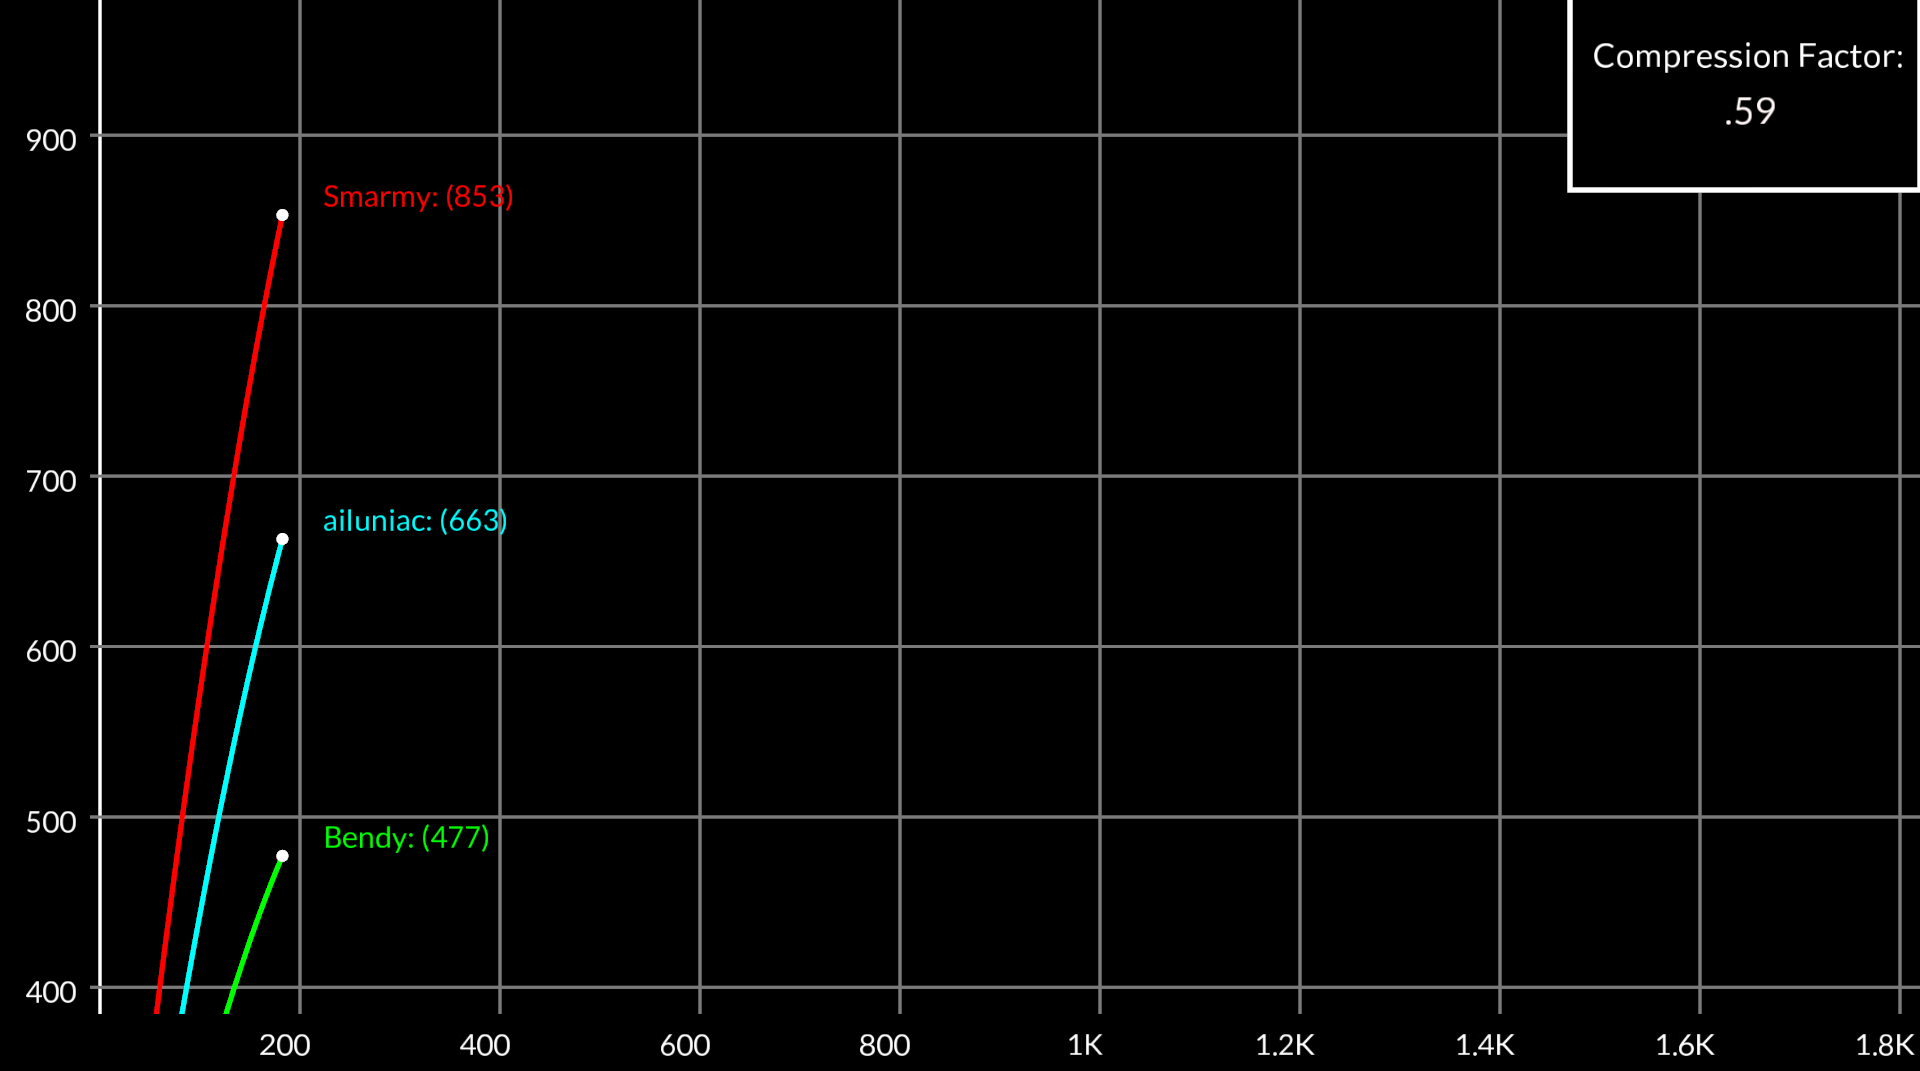 Compression Factor:
.59
900
Smarmy: (853)
800
700
ailuniac: (663)
600
500
Bendy: (477)
400
200 400 600 800 1K 1.2K 1.4K 1.6K 1.8K